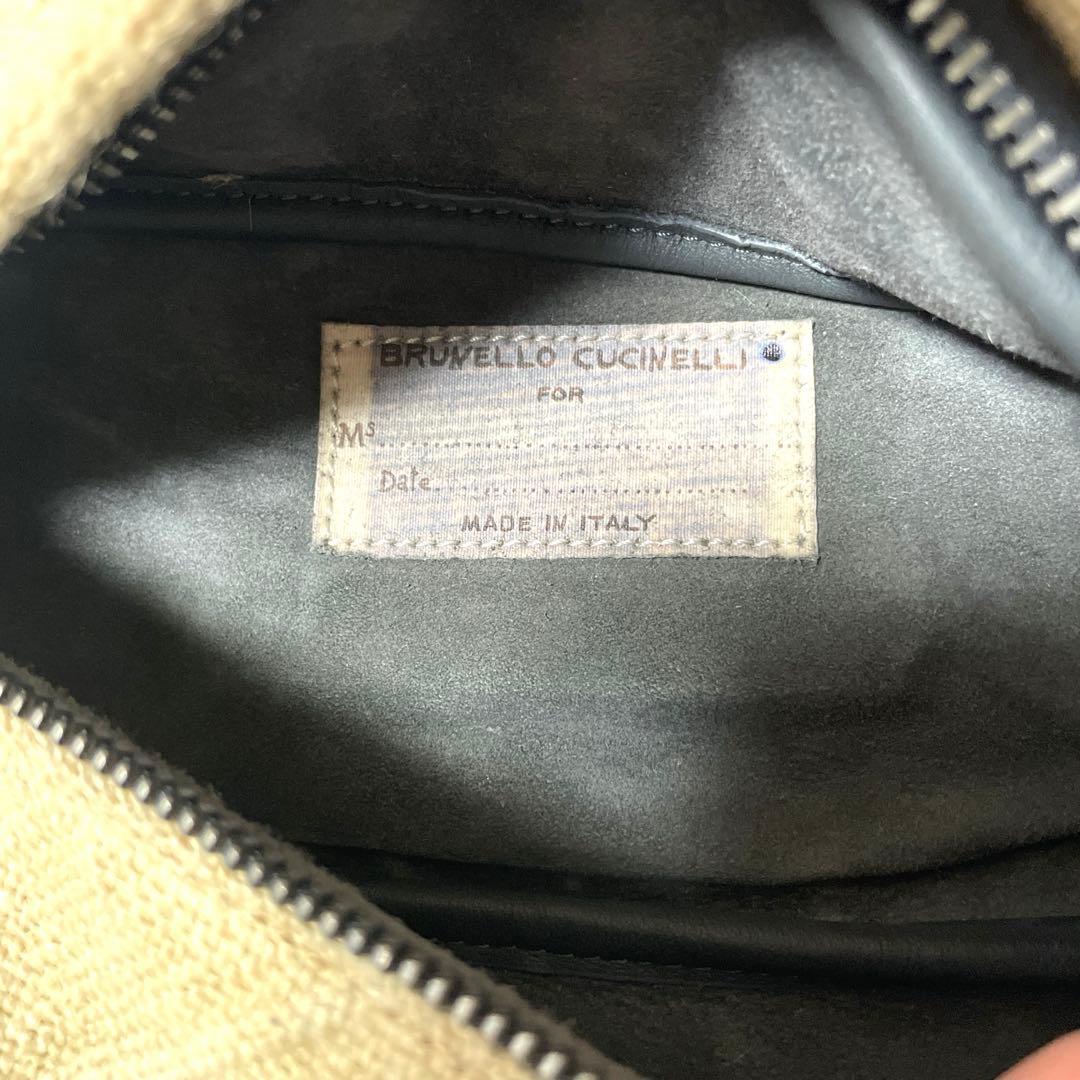 BRUNELLO CUCINELLI
FOR
Ms
Date
MADE IN ITALY